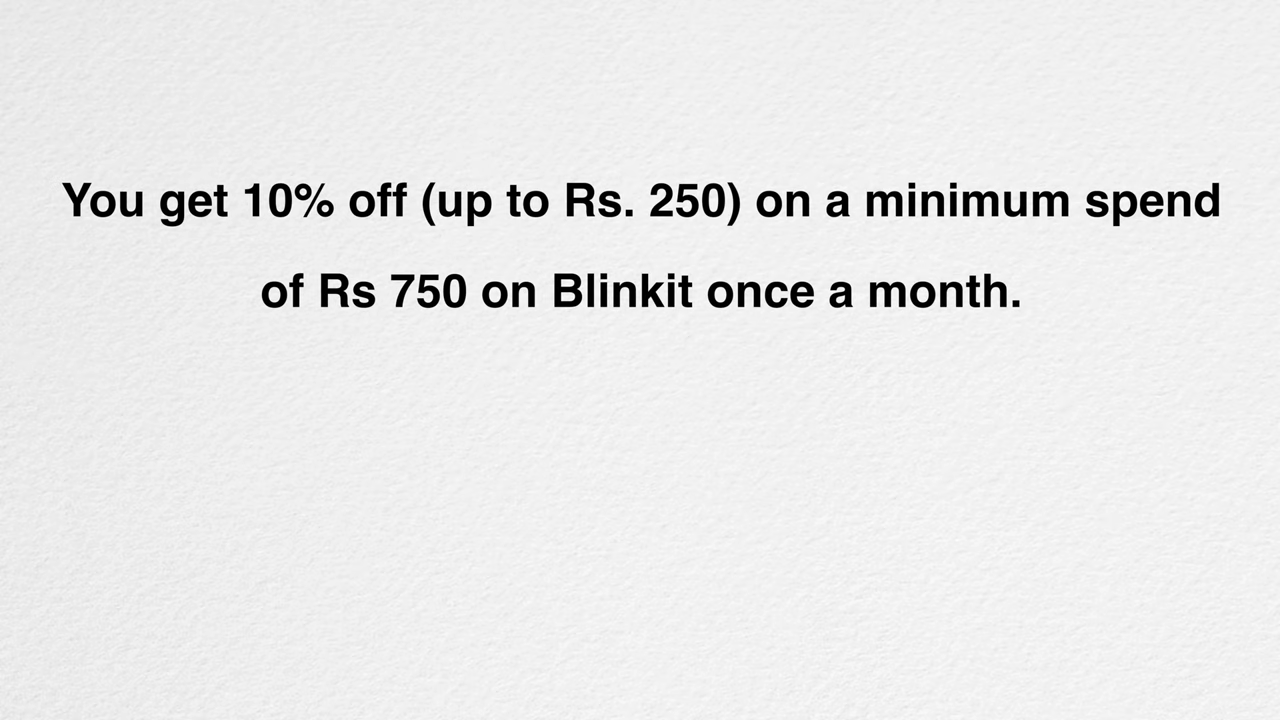 You get 10% off (up to Rs. 250) on a minimum spend
of Rs 750 on Blinkit once a month.